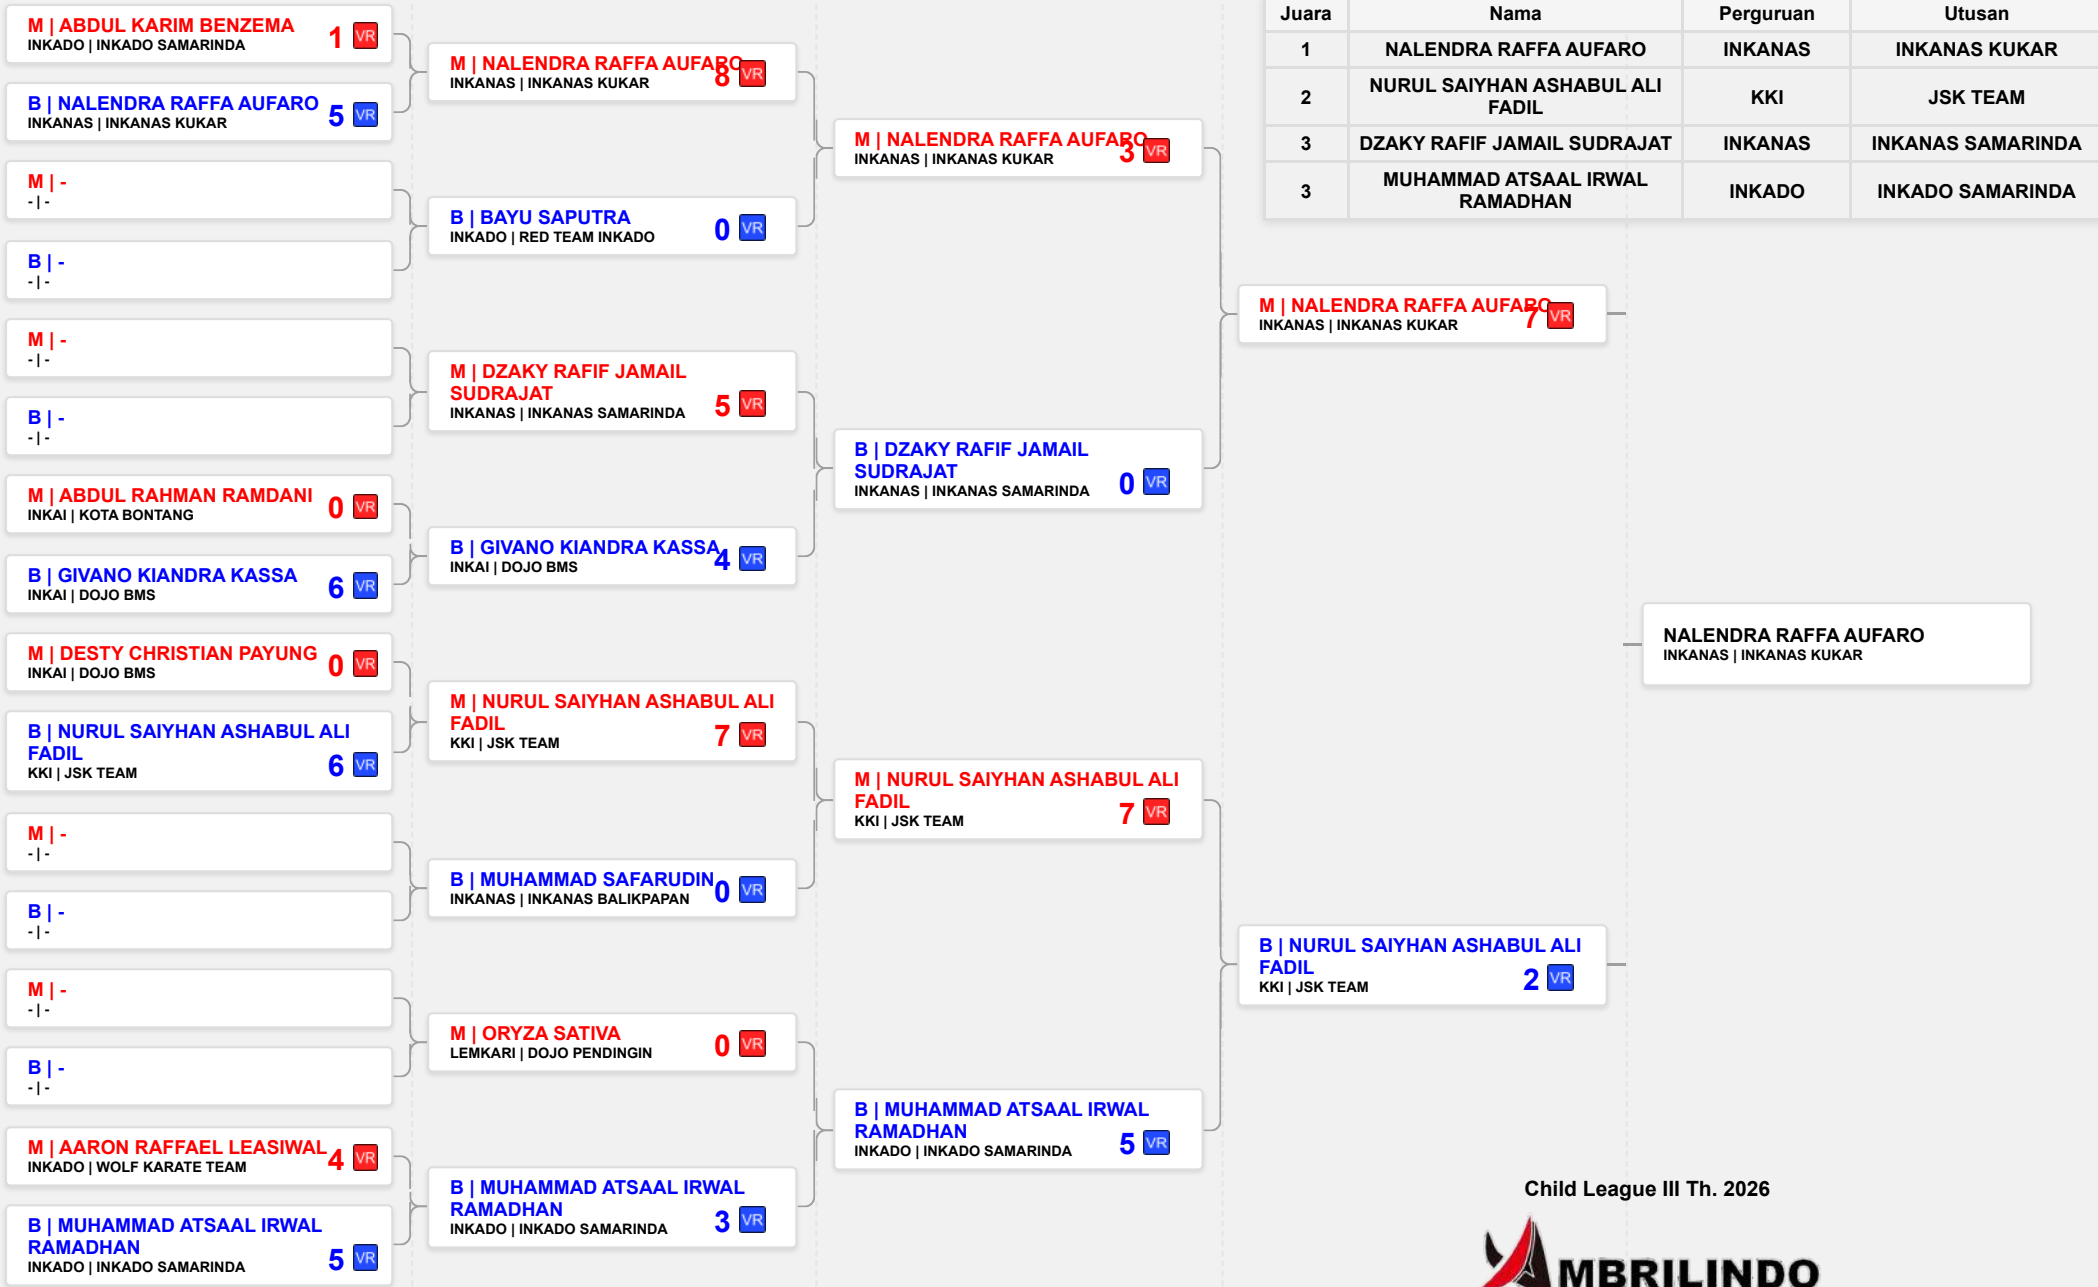 M | ABDUL KARIM BENZEMA
INKADO | INKADO SAMARINDA
1 VR
B | NALENDRA RAFFA AUFARO
INKANAS | INKANAS KUKAR
5 VR
M | -
- | -
B | -
- | -
M | -
- | -
B | -
- | -
M | ABDUL RAHMAN RAMDANI
INKAI | KOTA BONTANG
0 VR
B | GIVANO KIANDRA KASSA
INKAI | DOJO BMS
6 VR
M | DESTY CHRISTIAN PAYUNG
INKAI | DOJO BMS
0 VR
B | NURUL SAIYHAN ASHABUL ALI
FADIL
KKI | JSK TEAM
6 VR
M | -
- | -
B | -
- | -
M | -
- | -
B | -
- | -
M | AARON RAFFAEL LEASIWAL
INKADO | WOLF KARATE TEAM
4 VR
B | MUHAMMAD ATSAAL IRWAL
RAMADHAN
INKADO | INKADO SAMARINDA
5 VR
M | NALENDRA RAFFA AUFARO
INKANAS | INKANAS KUKAR
8 VR
B | BAYU SAPUTRA
INKADO | RED TEAM INKADO
0 VR
M | DZAKY RAFIF JAMAIL
SUDRAJAT
INKANAS | INKANAS SAMARINDA
5 VR
B | GIVANO KIANDRA KASSA
INKAI | DOJO BMS
4 VR
M | NURUL SAIYHAN ASHABUL ALI
FADIL
KKI | JSK TEAM
7 VR
B | MUHAMMAD SAFARUDIN
INKANAS | INKANAS BALIKPAPAN
0 VR
M | ORYZA SATIVA
LEMKARI | DOJO PENDINGIN
0 VR
B | MUHAMMAD ATSAAL IRWAL
RAMADHAN
INKADO | INKADO SAMARINDA
3 VR
M | NALENDRA RAFFA AUFARO
INKANAS | INKANAS KUKAR
3 VR
B | DZAKY RAFIF JAMAIL
SUDRAJAT
INKANAS | INKANAS SAMARINDA
0 VR
M | NURUL SAIYHAN ASHABUL ALI
FADIL
KKI | JSK TEAM
7 VR
B | MUHAMMAD ATSAAL IRWAL
RAMADHAN
INKADO | INKADO SAMARINDA
5 VR
M | NALENDRA RAFFA AUFARO
INKANAS | INKANAS KUKAR
7 VR
B | NURUL SAIYHAN ASHABUL ALI
FADIL
KKI | JSK TEAM
2 VR
NALENDRA RAFFA AUFARO
INKANAS | INKANAS KUKAR
Juara Nama Perguruan Utusan
1 NALENDRA RAFFA AUFARO INKANAS INKANAS KUKAR
2 NURUL SAIYHAN ASHABUL ALI FADIL KKI JSK TEAM
3 DZAKY RAFIF JAMAIL SUDRAJAT INKANAS INKANAS SAMARINDA
3 MUHAMMAD ATSAAL IRWAL RAMADHAN INKADO INKADO SAMARINDA
Child League III Th. 2026
MBRILINDO